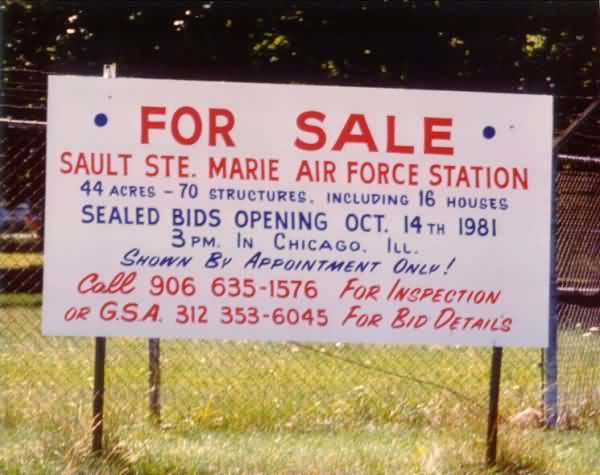 • FOR SALE •
SAULT STE. MARIE AIR FORCE STATION
44 ACRES - 70 STRUCTURES, INCLUDING 16 HOUSES
SEALED BIDS OPENING OCT. 14TH 1981
3 PM. IN CHICAGO, ILL.
SHOWN BY APPOINTMENT ONLY!
Call 906 635-1576 FOR INSPECTION
OR G.S.A. 312 353-6045 FOR BID DETAILS